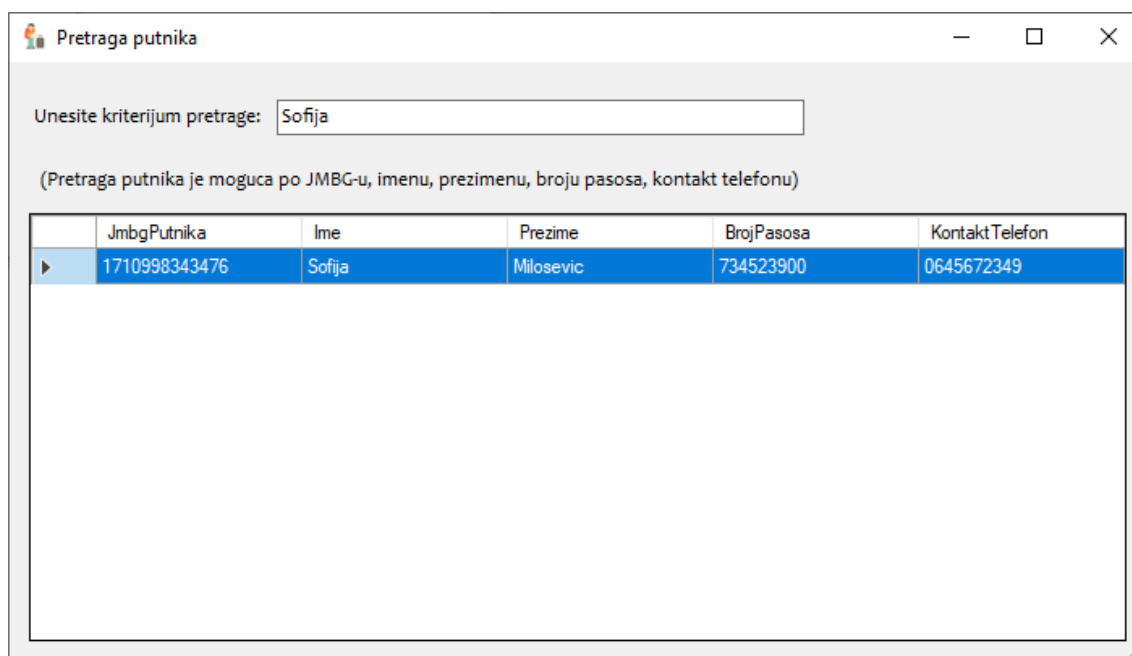 Pretraga putnika
Unesite kriterijum pretrage: Sofija
(Pretraga putnika je moguca po JMBG-u, imenu, prezimenu, broju pasosa, kontakt telefonu)
JmbgPutnika Ime Prezime BrojPasosa KontaktTelefon
1710998343476 Sofija Milosevic 734523900 0645672349